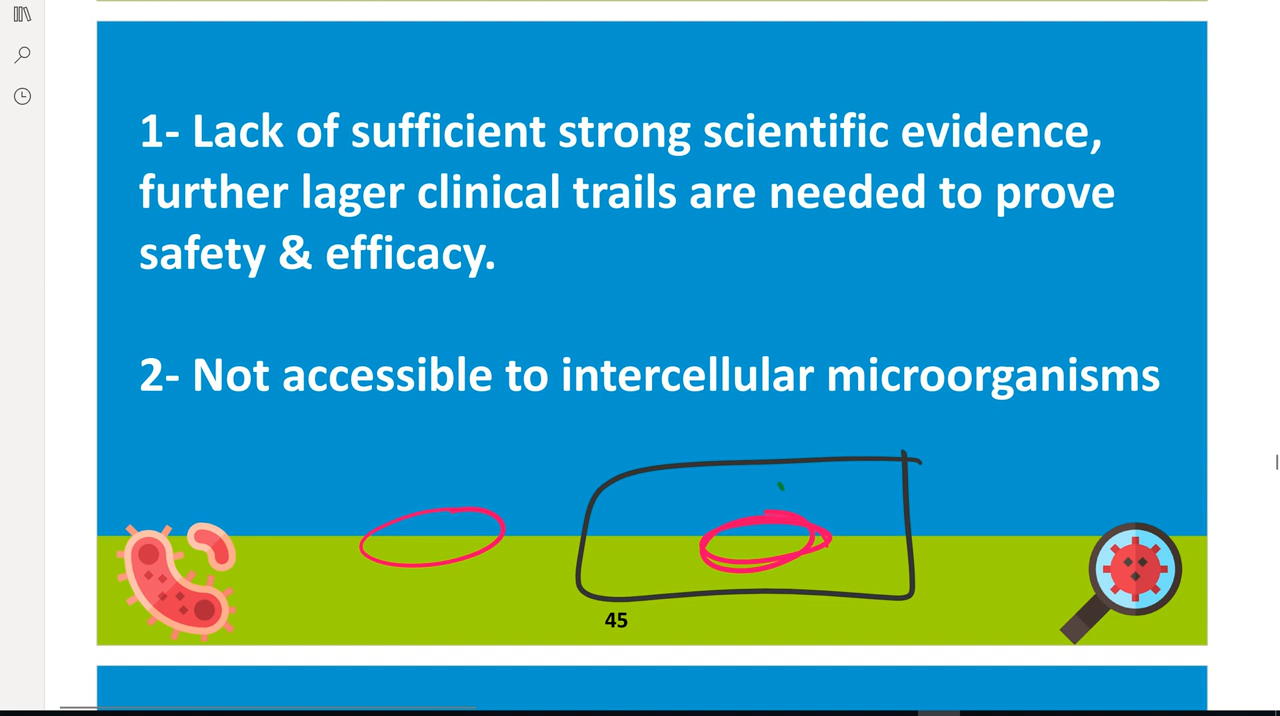 1- Lack of sufficient strong scientific evidence,
further lager clinical trails are needed to prove
safety & efficacy.
2- Not accessible to intercellular microorganisms
45